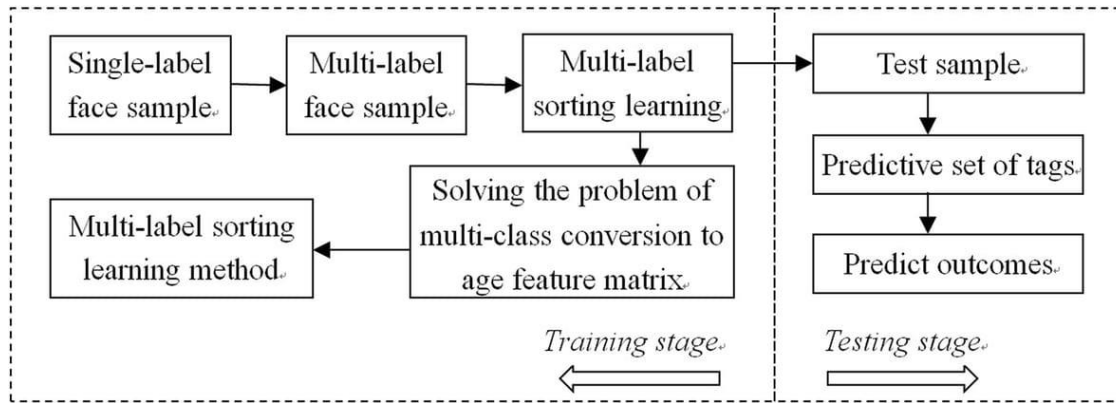 Single-label
face sample
Multi-label
face sample
Multi-label
sorting learning
Test sample
Predictive set of tags
Predict outcomes
Solving the problem of
multi-class conversion to
age feature matrix
Multi-label sorting
learning method
Training stage
Testing stage